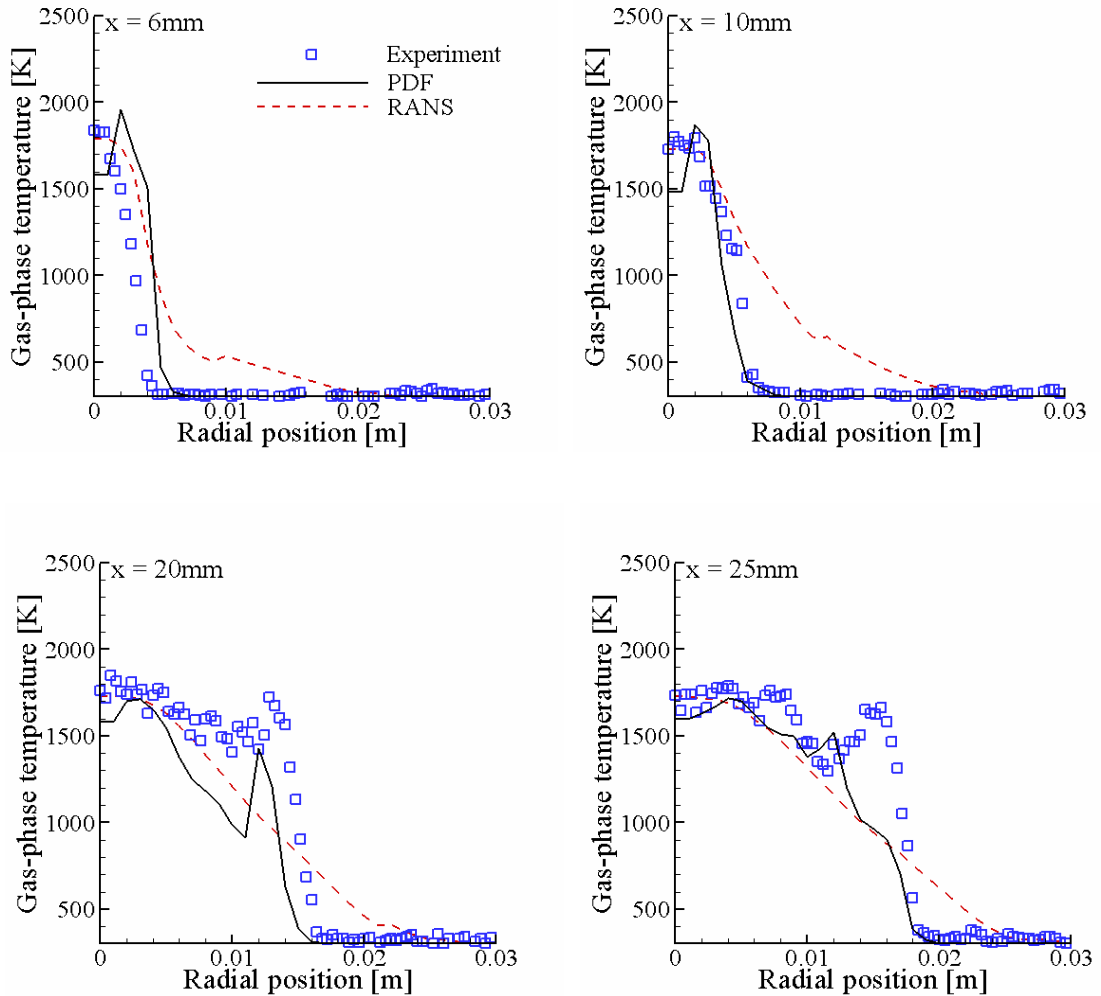 x = 6mm
Experiment
PDF
RANS
Gas-phase temperature [K]
2500
2000
1500
1000
500
0
0.01
0.02
0.03
Radial position [m]
x = 10mm
Gas-phase temperature [K]
2500
2000
1500
1000
500
0
0.01
0.02
0.03
Radial position [m]
x = 20mm
Gas-phase temperature [K]
2500
2000
1500
1000
500
0
0.01
0.02
0.03
Radial position [m]
x = 25mm
Gas-phase temperature [K]
2500
2000
1500
1000
500
0
0.01
0.02
0.03
Radial position [m]